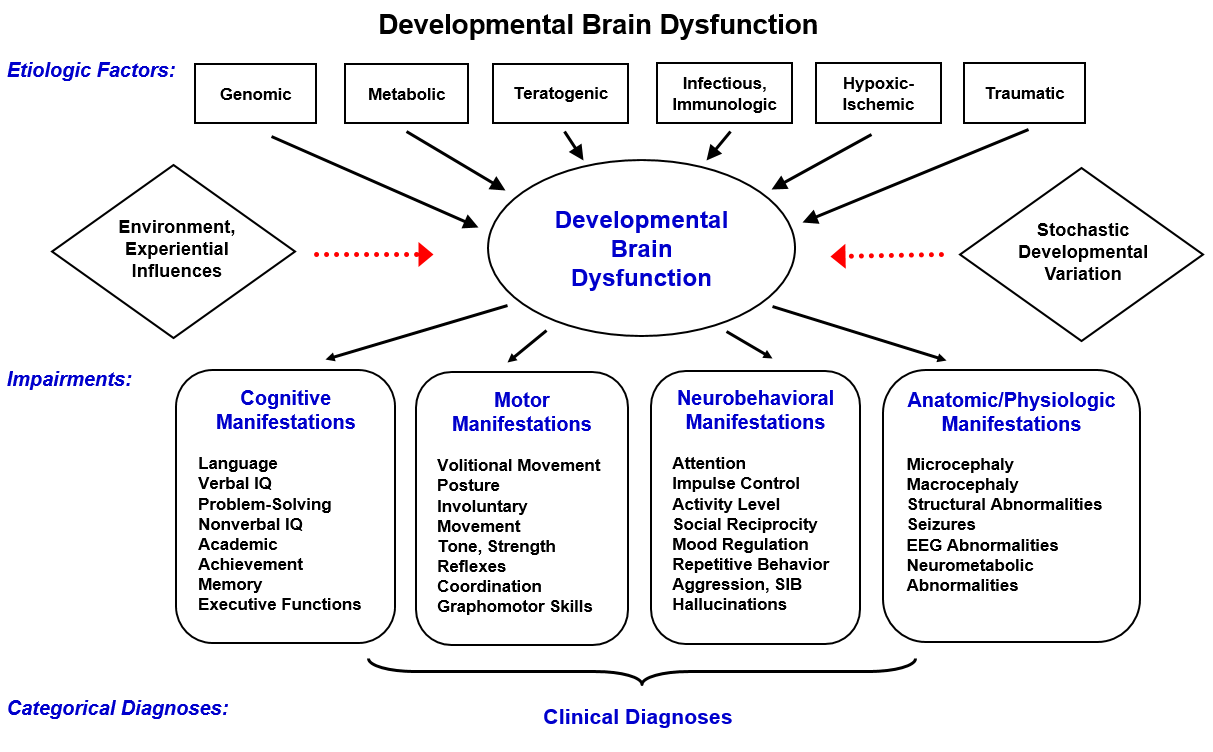 Developmental Brain Dysfunction
Etiologic Factors:
Genomic
Metabolic
Teratogenic
Infectious,
Immunologic
Hypoxic-
Ischemic
Traumatic
Environment,
Experiential
Influences
Developmental
Brain
Dysfunction
Stochastic
Developmental
Variation
Impairments:
Cognitive
Manifestations
Language
Verbal IQ
Problem-Solving
Nonverbal IQ
Academic
Achievement
Memory
Executive Functions
Motor
Manifestations
Volitional Movement
Posture
Involuntary
Movement
Tone, Strength
Reflexes
Coordination
Graphomotor Skills
Neurobehavioral
Manifestations
Attention
Impulse Control
Activity Level
Social Reciprocity
Mood Regulation
Repetitive Behavior
Aggression, SIB
Hallucinations
Anatomic/Physiologic
Manifestations
Microcephaly
Macrocephaly
Structural Abnormalities
Seizures
EEG Abnormalities
Neurometabolic
Abnormalities
Categorical Diagnoses:
Clinical Diagnoses